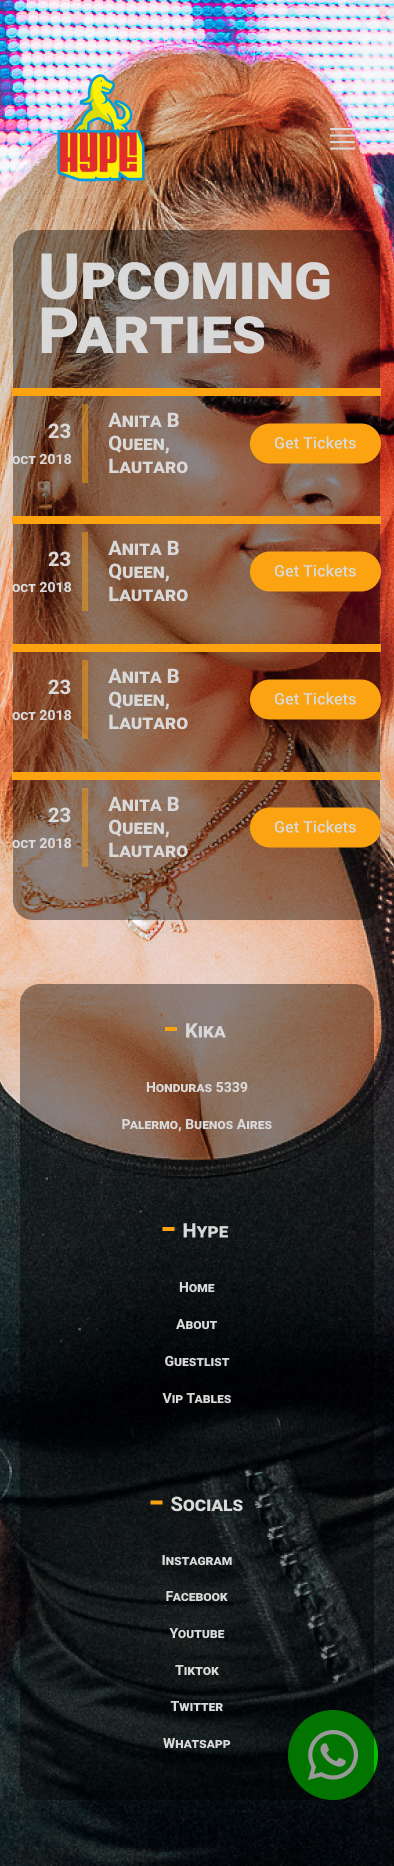 HYPE
Upcoming
Parties
23
oct 2018
Anita B
Queen,
Lautaro
Get Tickets
23
oct 2018
Anita B
Queen,
Lautaro
Get Tickets
23
oct 2018
Anita B
Queen,
Lautaro
Get Tickets
23
oct 2018
Anita B
Queen,
Lautaro
Get Tickets
- Kika
Honduras 5339
Palermo, Buenos Aires
- Hype
Home
About
Guestlist
Vip Tables
- Socials
Instagram
Facebook
Youtube
Tiktok
Twitter
Whatsapp